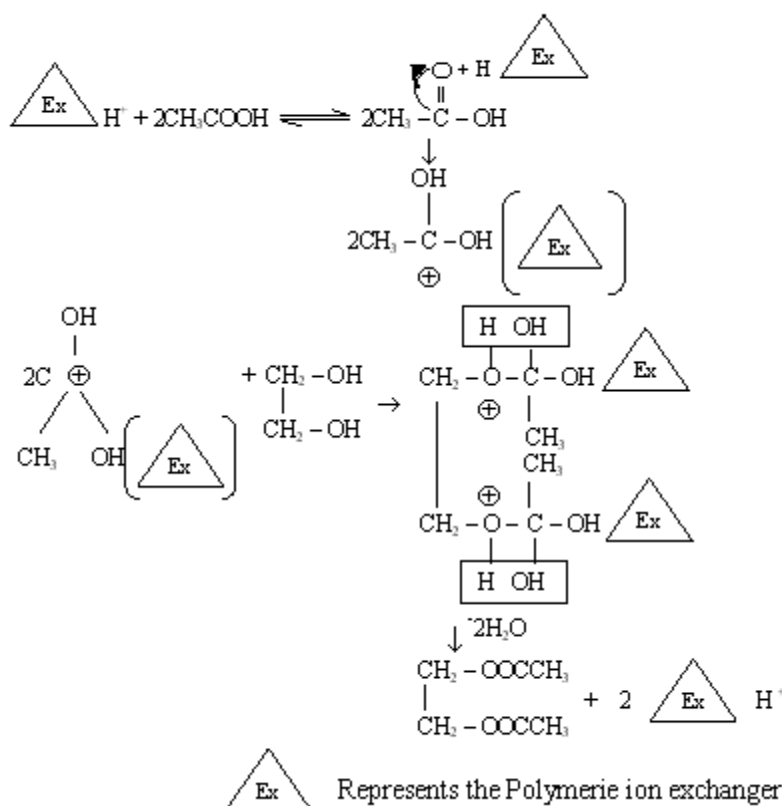 O + H Ex
Ex H⁺ + 2CH₃COOH ⇌ 2CH₃ – C – OH
OH
2CH₃ – C – OH ( Ex )
⊕
OH
2C ⊕
CH₃ OH ( Ex )
+ CH₂ – OH
CH₂ – OH
→
H OH
CH₂ – O – C – OH Ex
⊕
CH₃
CH₃
⊕
CH₂ – O – C – OH Ex
H OH
↓ -2H₂O
CH₂ – OOCCH₃
+ 2 Ex H⁺
CH₂ – OOCCH₃
Ex Represents the Polymerie ion exchanger